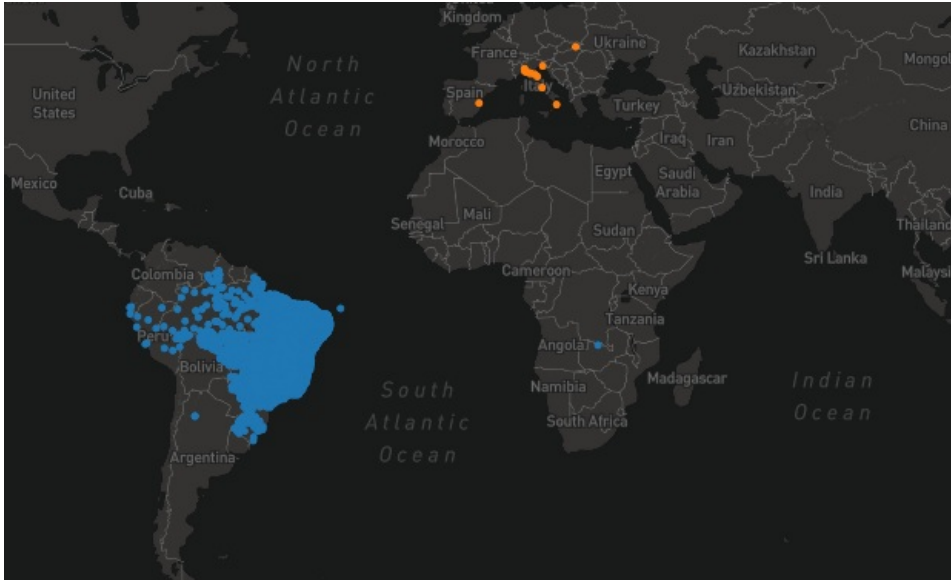 United
Kingdom
France
Ukraine
Kazakhstan
Mongol
North
Atlantic
Ocean
United
States
Spain
Italy
Turkey
Uzbekistan
China
Morocco
Iraq
Iran
Mexico
Cuba
Egypt
Saudi
Arabia
India
Senegal
Mali
Sudan
Thailand
Sri Lanka
Colombia
Cameroon
Malaysi
Kenya
Tanzania
Peru
Angola
Bolivia
South
Atlantic
Ocean
Namibia
Madagascar
Indian
Ocean
South Africa
Argentina